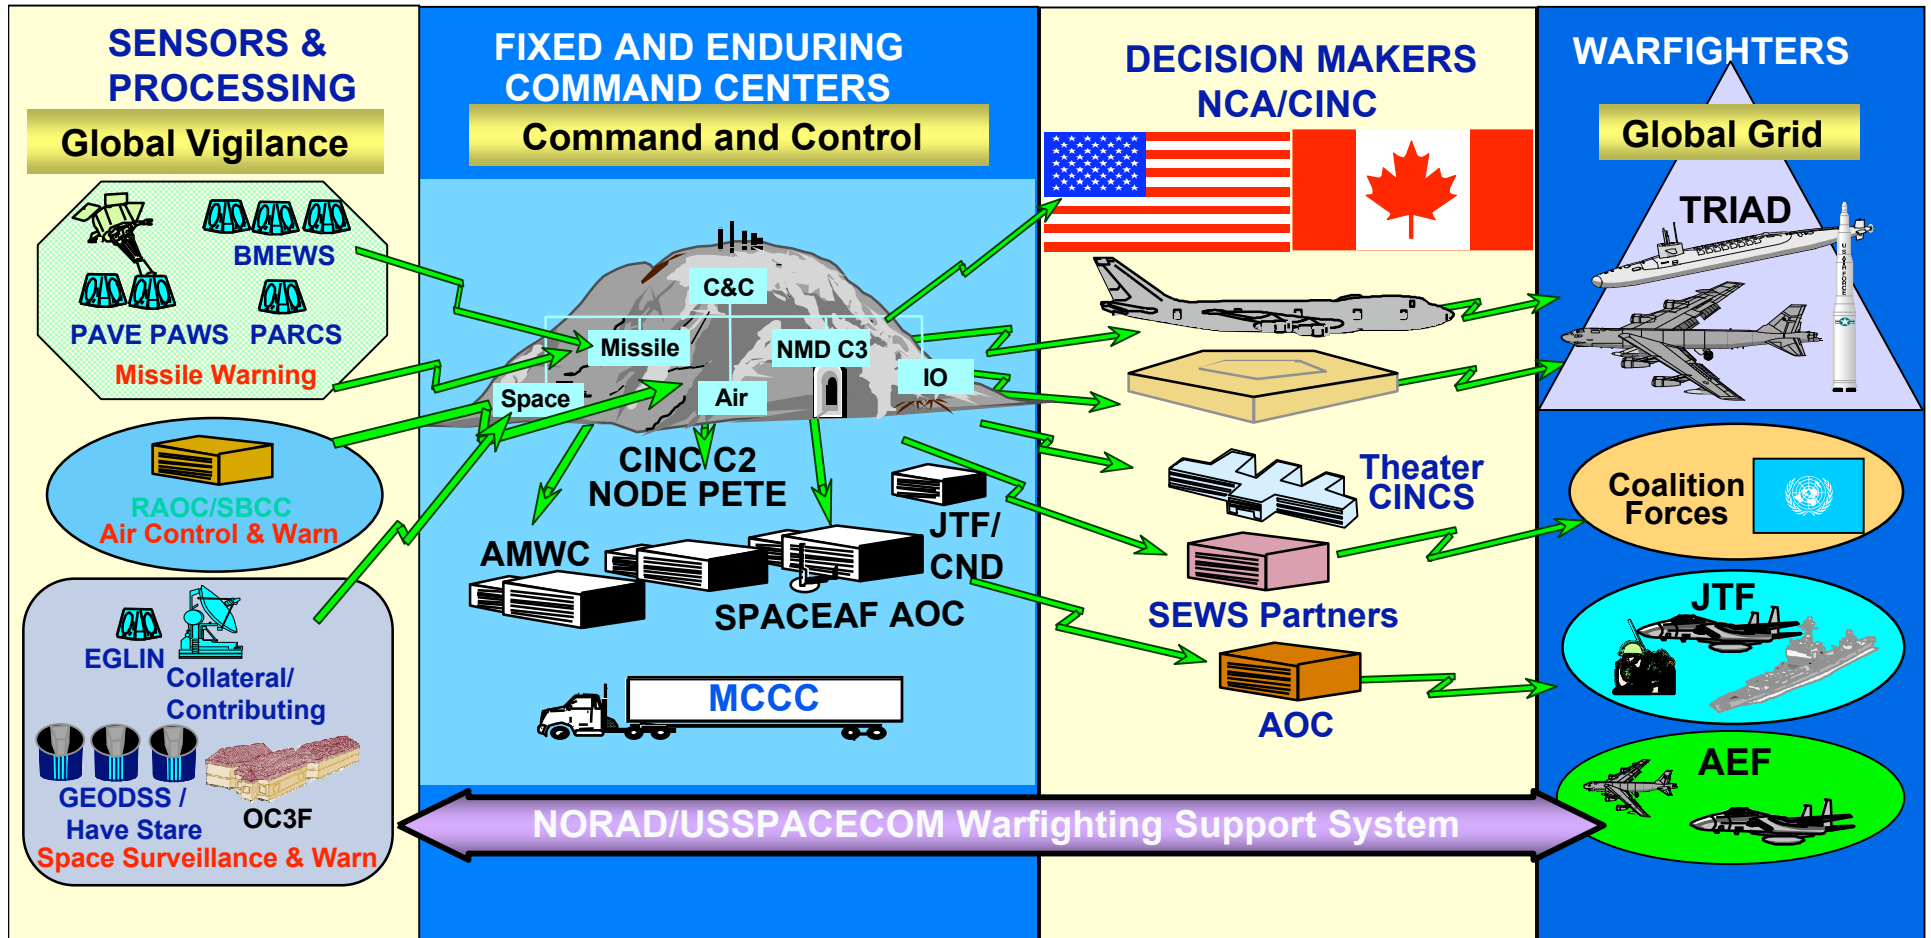 SENSORS &
PROCESSING
Global Vigilance
BMEWS
PAVE PAWS
PARCS
Missile Warning
RAOC/SBCC
Air Control & Warn
EGLIN
Collateral/
Contributing
GEODSS /
Have Stare
OC3F
Space Surveillance & Warn
FIXED AND ENDURING
COMMAND CENTERS
Command and Control
C&C
Missile
NMD C3
Space
Air
IO
CINC C2
NODE PETE
AMWC
JTF/
CND
SPACEAF AOC
MCCC
DECISION MAKERS
NCA/CINC
Theater
CINCS
SEWS Partners
AOC
WARFIGHTERS
Global Grid
TRIAD
US AIR FORCE
Coalition
Forces
JTF
AEF
NORAD/USSPACECOM Warfighting Support System